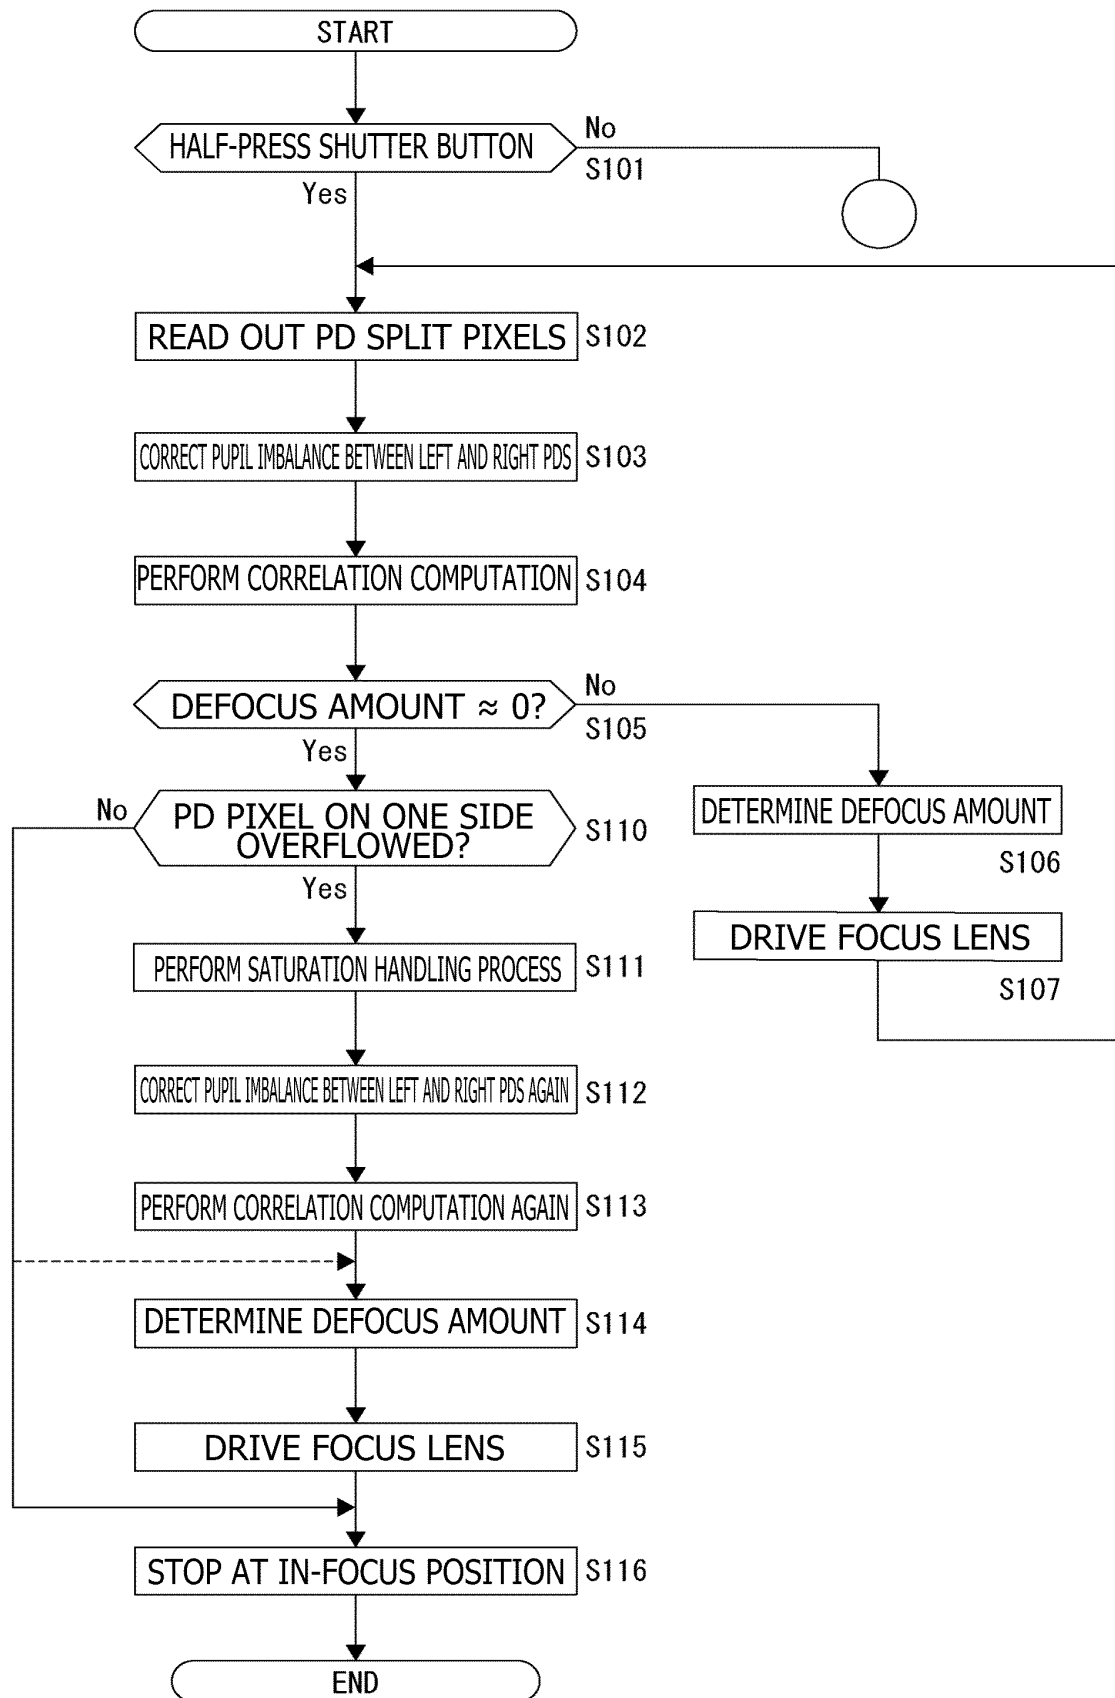 START
HALF-PRESS SHUTTER BUTTON
No
S101
Yes
READ OUT PD SPLIT PIXELS
S102
CORRECT PUPIL IMBALANCE BETWEEN LEFT AND RIGHT PDS
S103
PERFORM CORRELATION COMPUTATION
S104
DEFOCUS AMOUNT ≈ 0?
No
S105
Yes
No
PD PIXEL ON ONE SIDE
OVERFLOWED?
S110
Yes
DETERMINE DEFOCUS AMOUNT
S106
DRIVE FOCUS LENS
S107
PERFORM SATURATION HANDLING PROCESS
S111
CORRECT PUPIL IMBALANCE BETWEEN LEFT AND RIGHT PDS AGAIN
S112
PERFORM CORRELATION COMPUTATION AGAIN
S113
DETERMINE DEFOCUS AMOUNT
S114
DRIVE FOCUS LENS
S115
STOP AT IN-FOCUS POSITION
S116
END